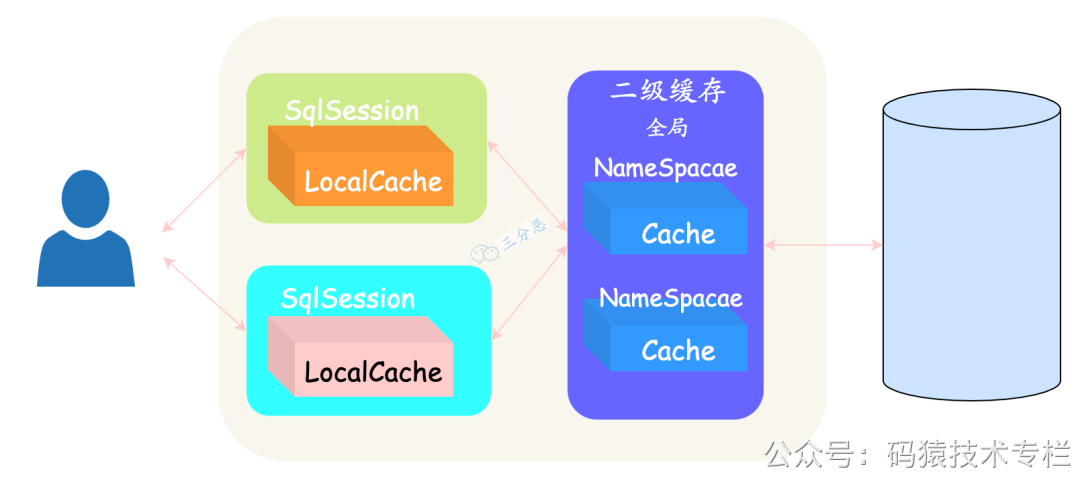 SqlSession
LocalCache
SqlSession
LocalCache
二级缓存
全局
NameSpacae
Cache
NameSpacae
Cache
三分恶
公众号：码猿技术专栏